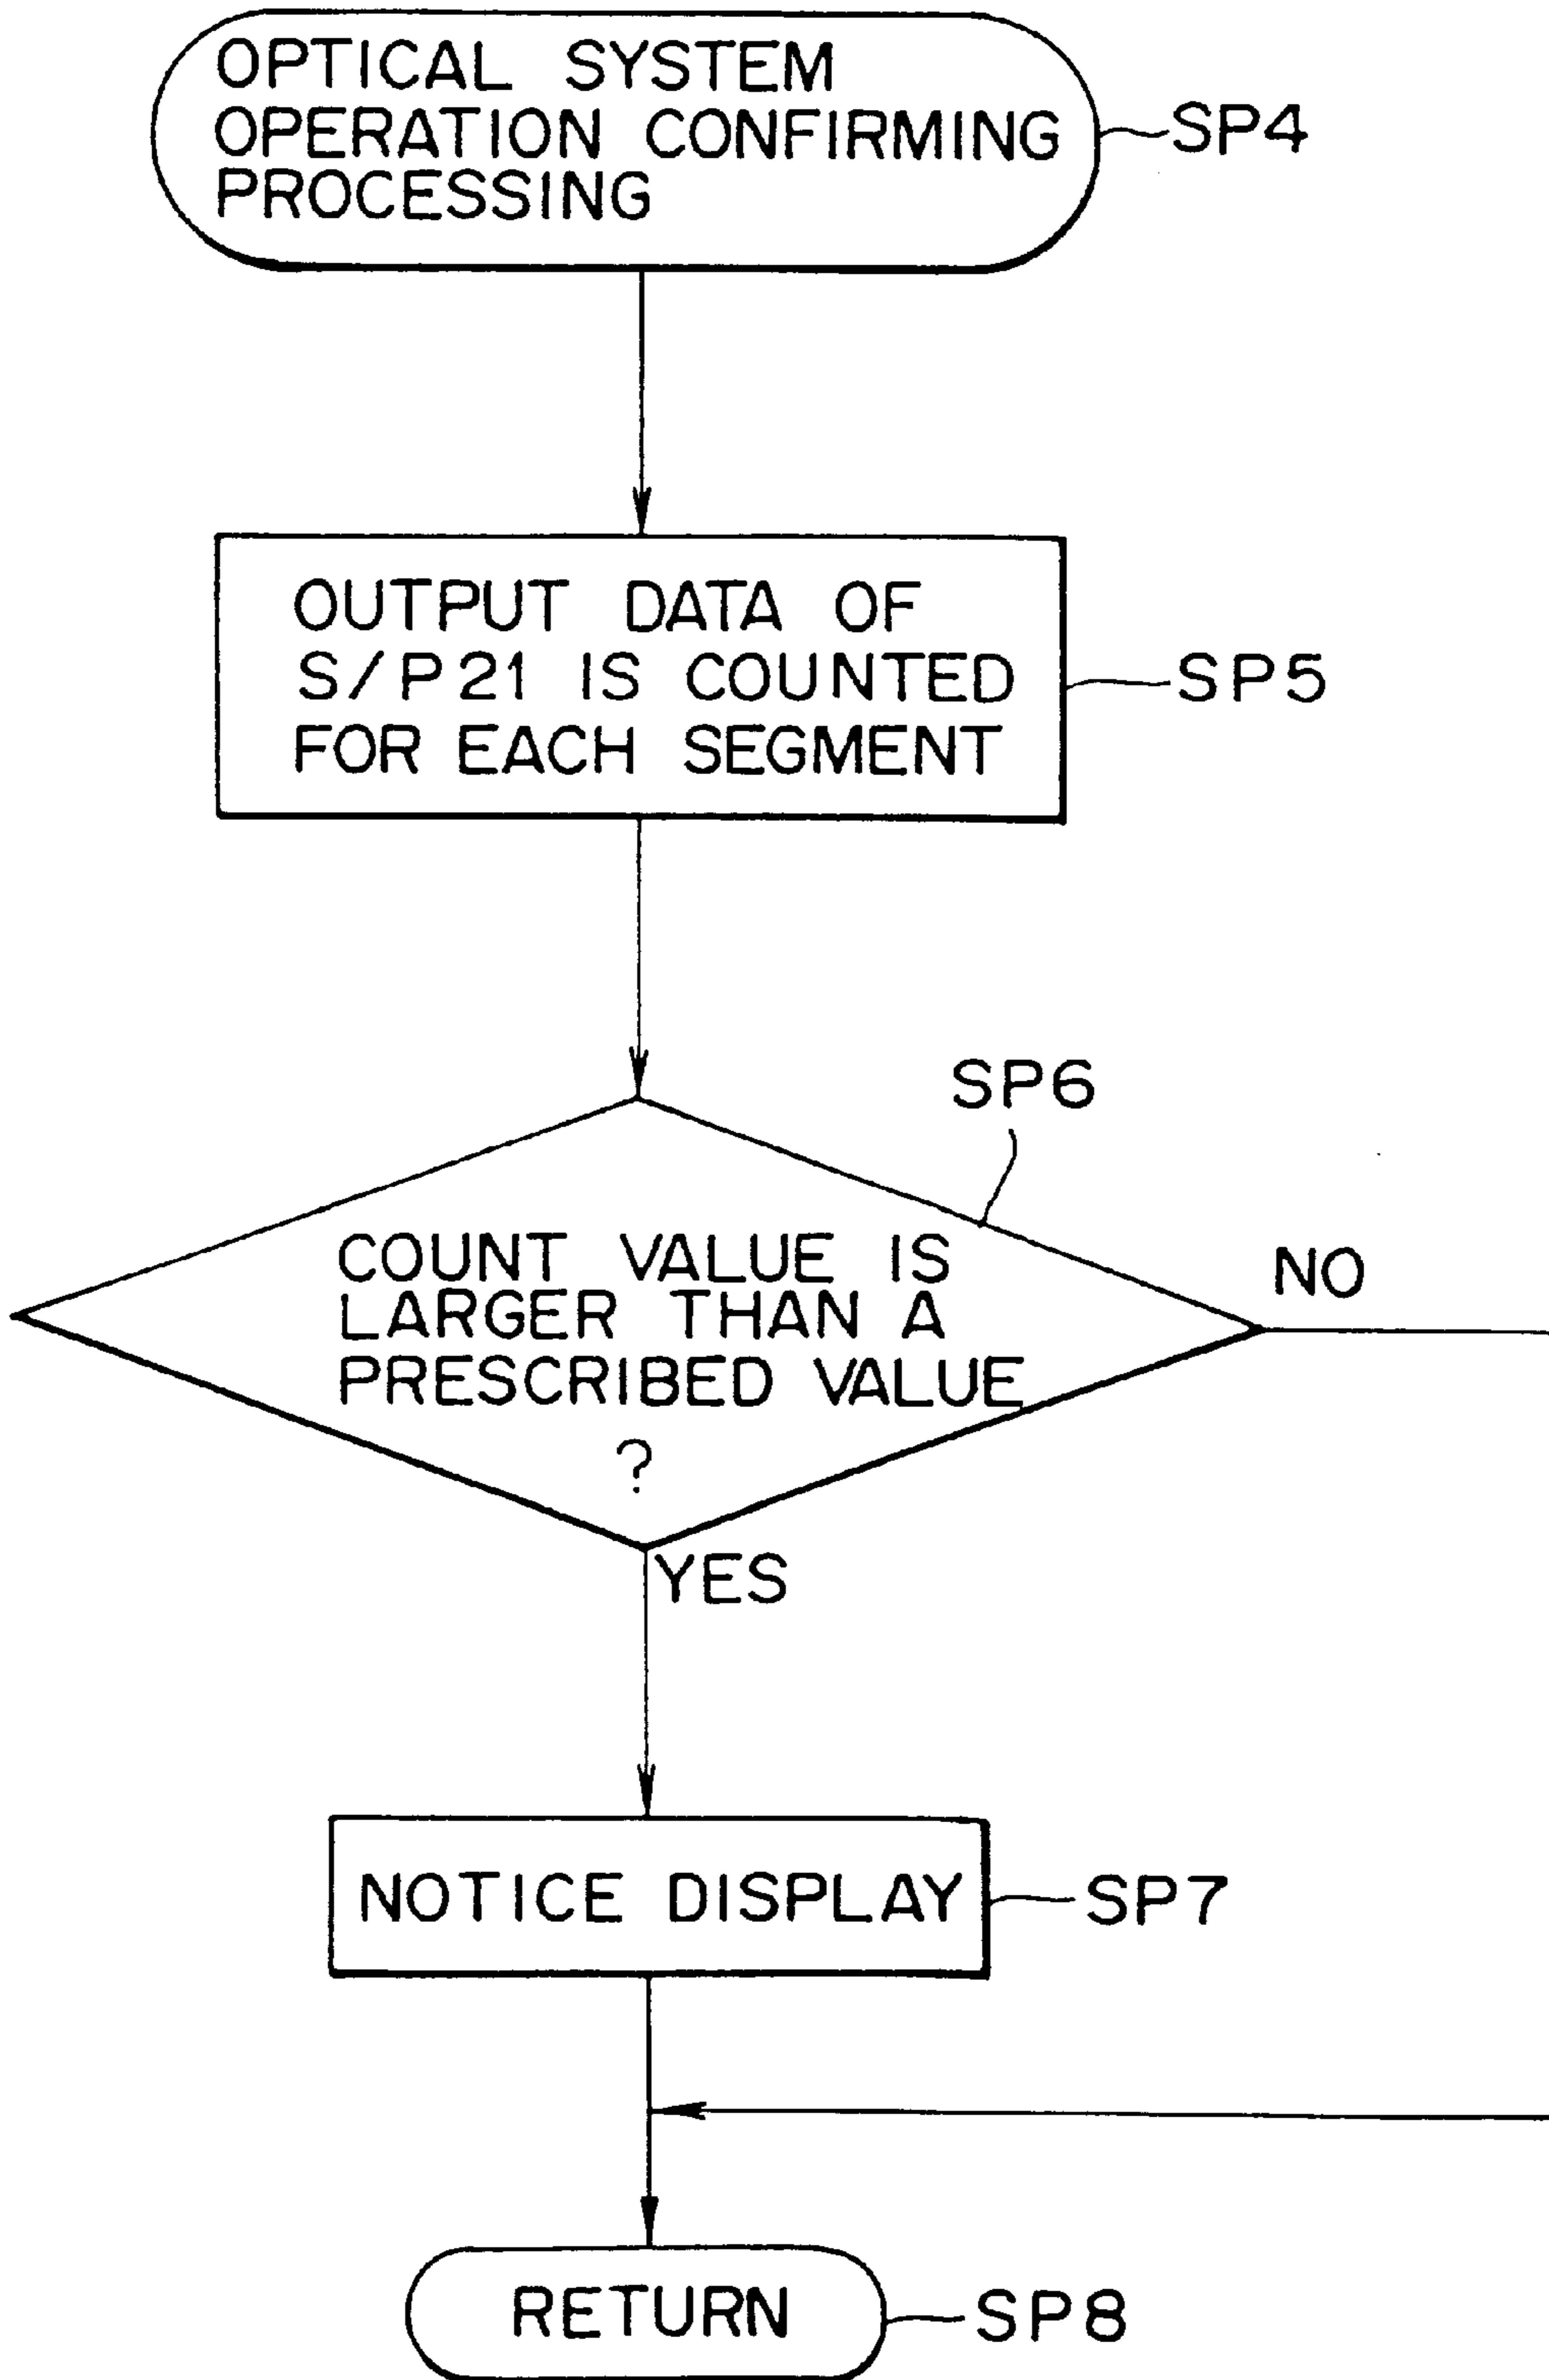 OPTICAL SYSTEM
OPERATION CONFIRMING
PROCESSING
SP4
OUTPUT DATA OF
S/P21 IS COUNTED
FOR EACH SEGMENT
SP5
SP6
COUNT VALUE IS
LARGER THAN A
PRESCRIBED VALUE
?
NO
YES
NOTICE DISPLAY
SP7
RETURN
SP8